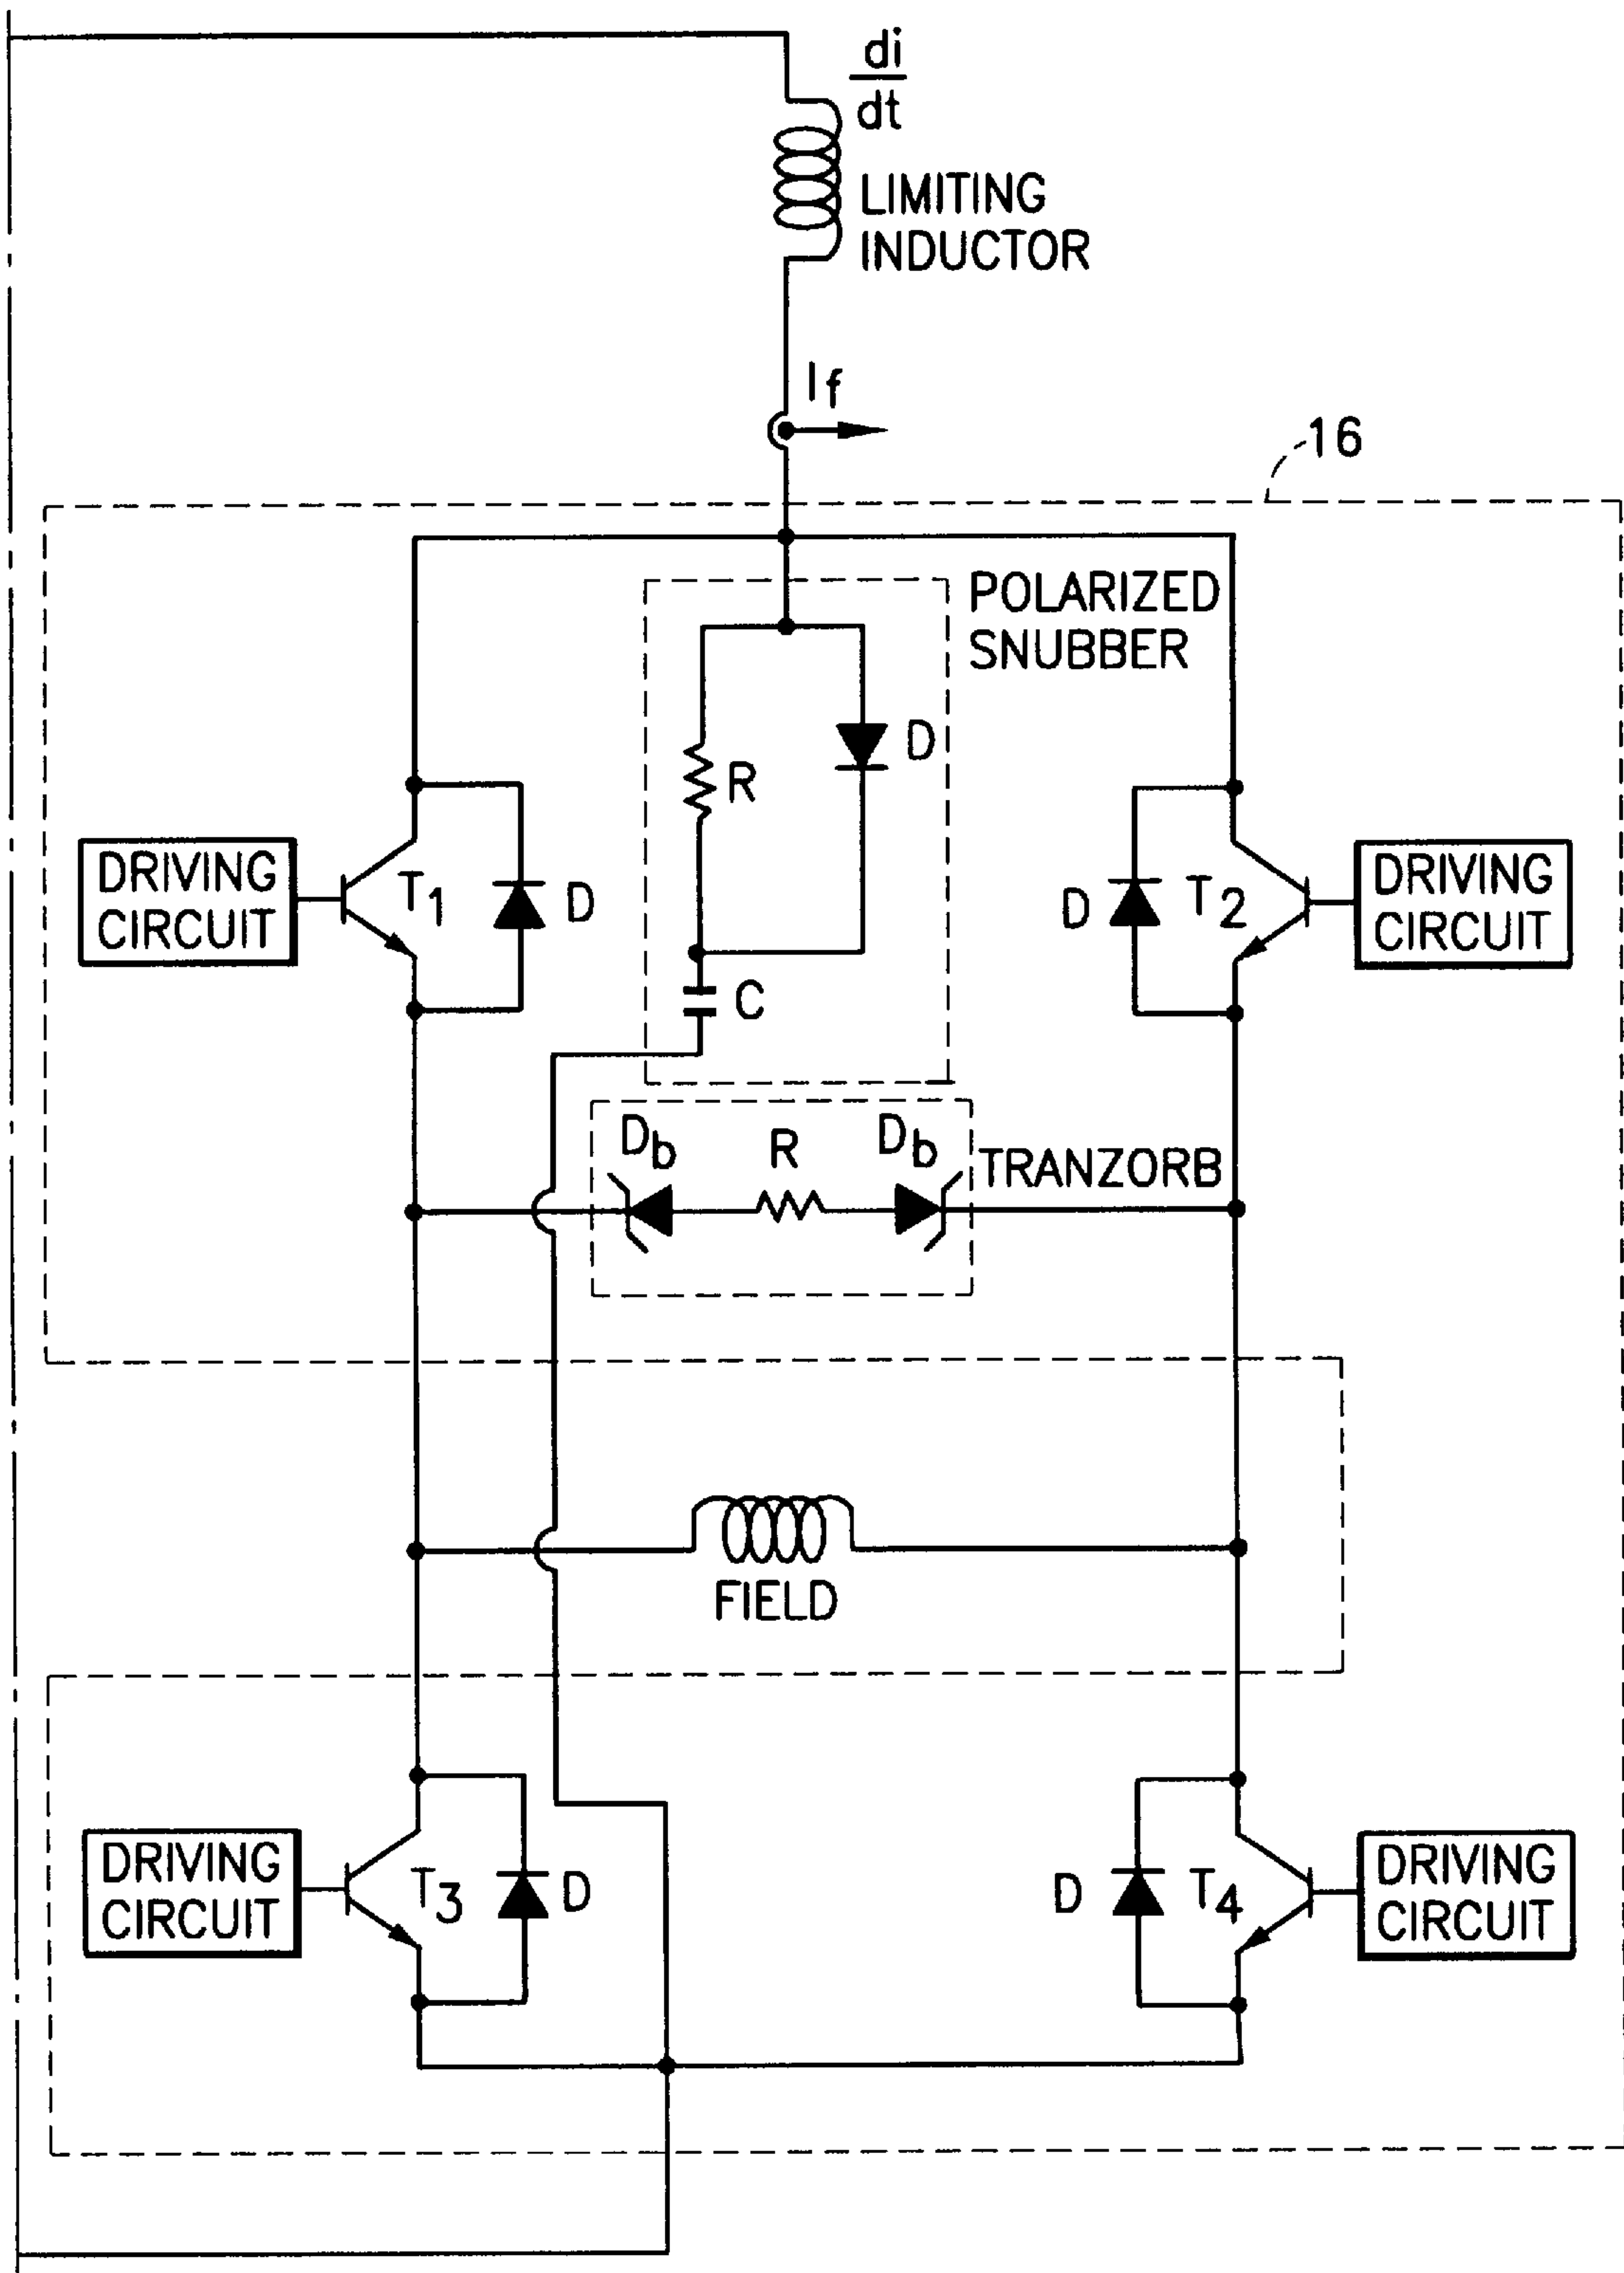 di
dt
LIMITING
INDUCTOR
If
16
POLARIZED
SNUBBER
D
R
DRIVING
CIRCUIT
T1
D
D
T2
DRIVING
CIRCUIT
C
Db
R
Db
TRANZORB
FIELD
DRIVING
CIRCUIT
T3
D
D
T4
DRIVING
CIRCUIT